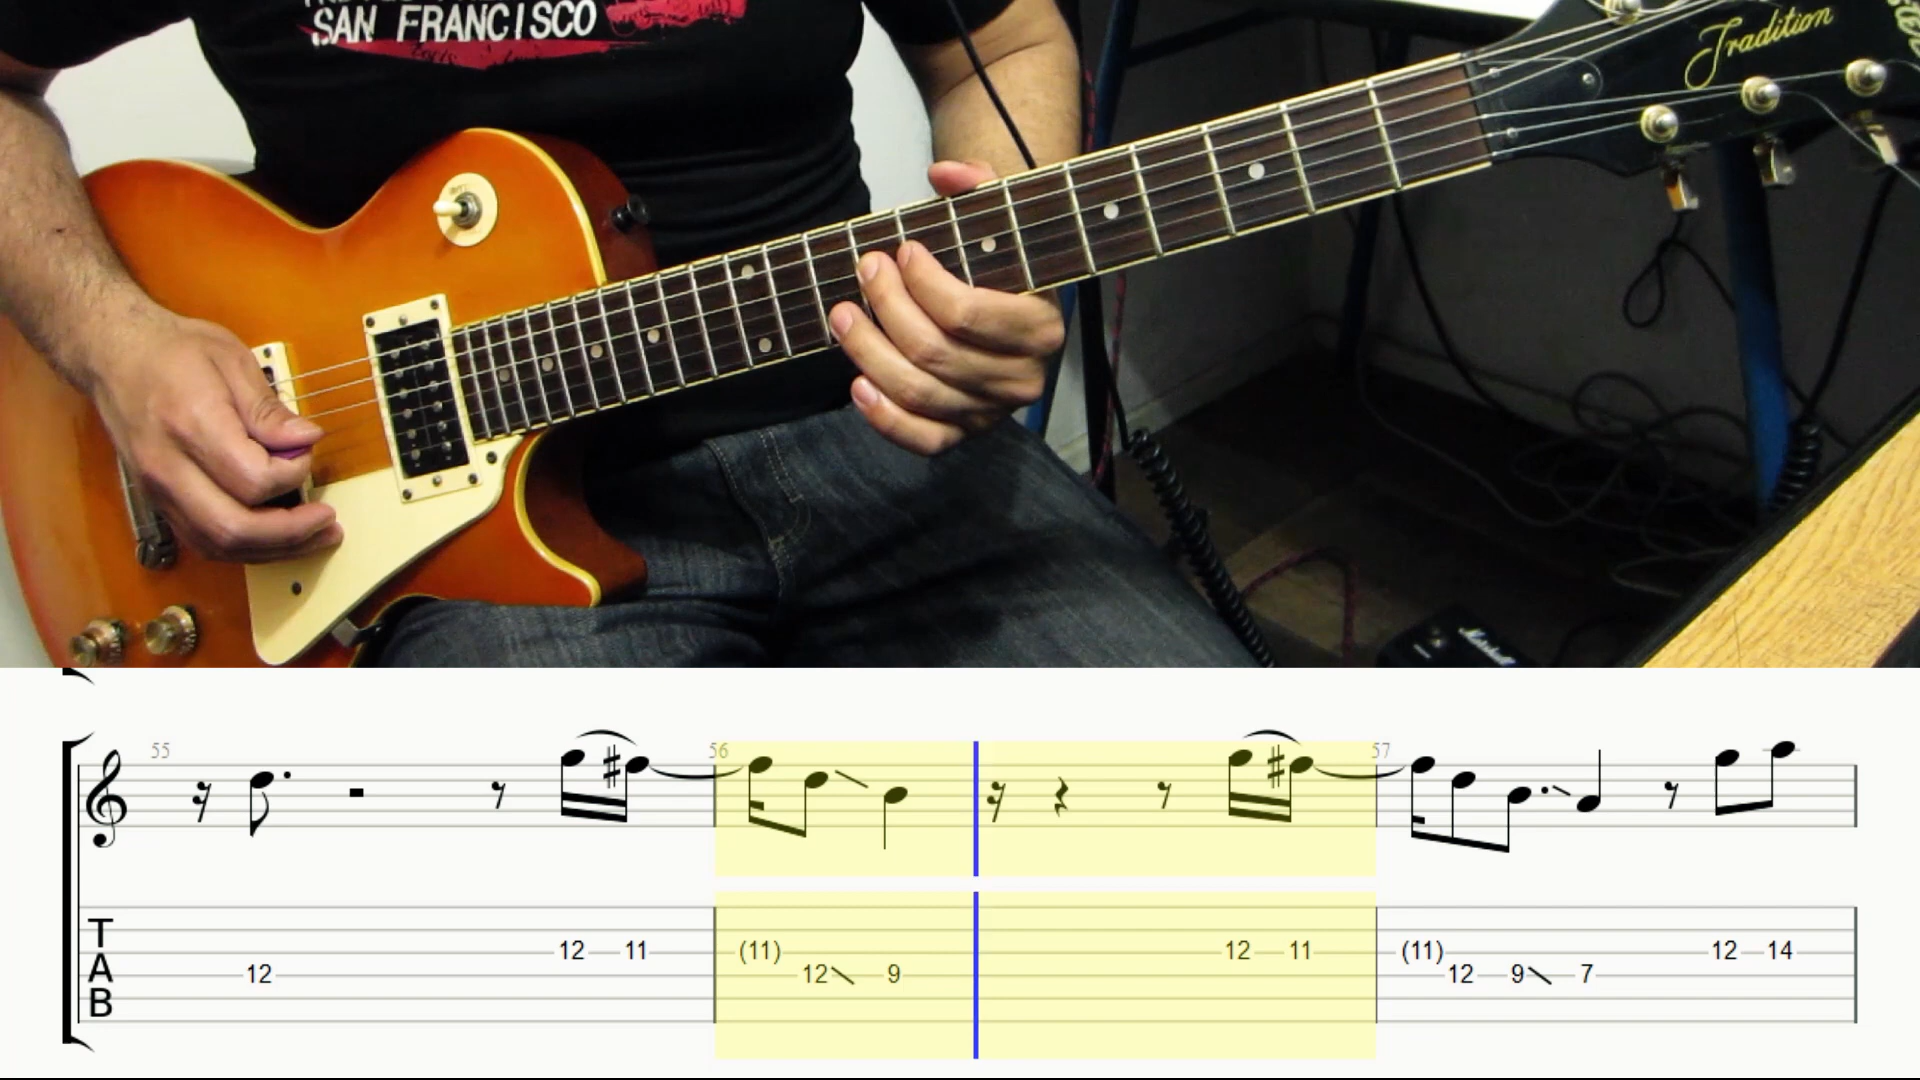 SAN FRANCISCO
Tradition
Marshall
55
56
57
12 11 (11) 12 11 (11) 12 14
12 12 9 12 9 7
T
A
B